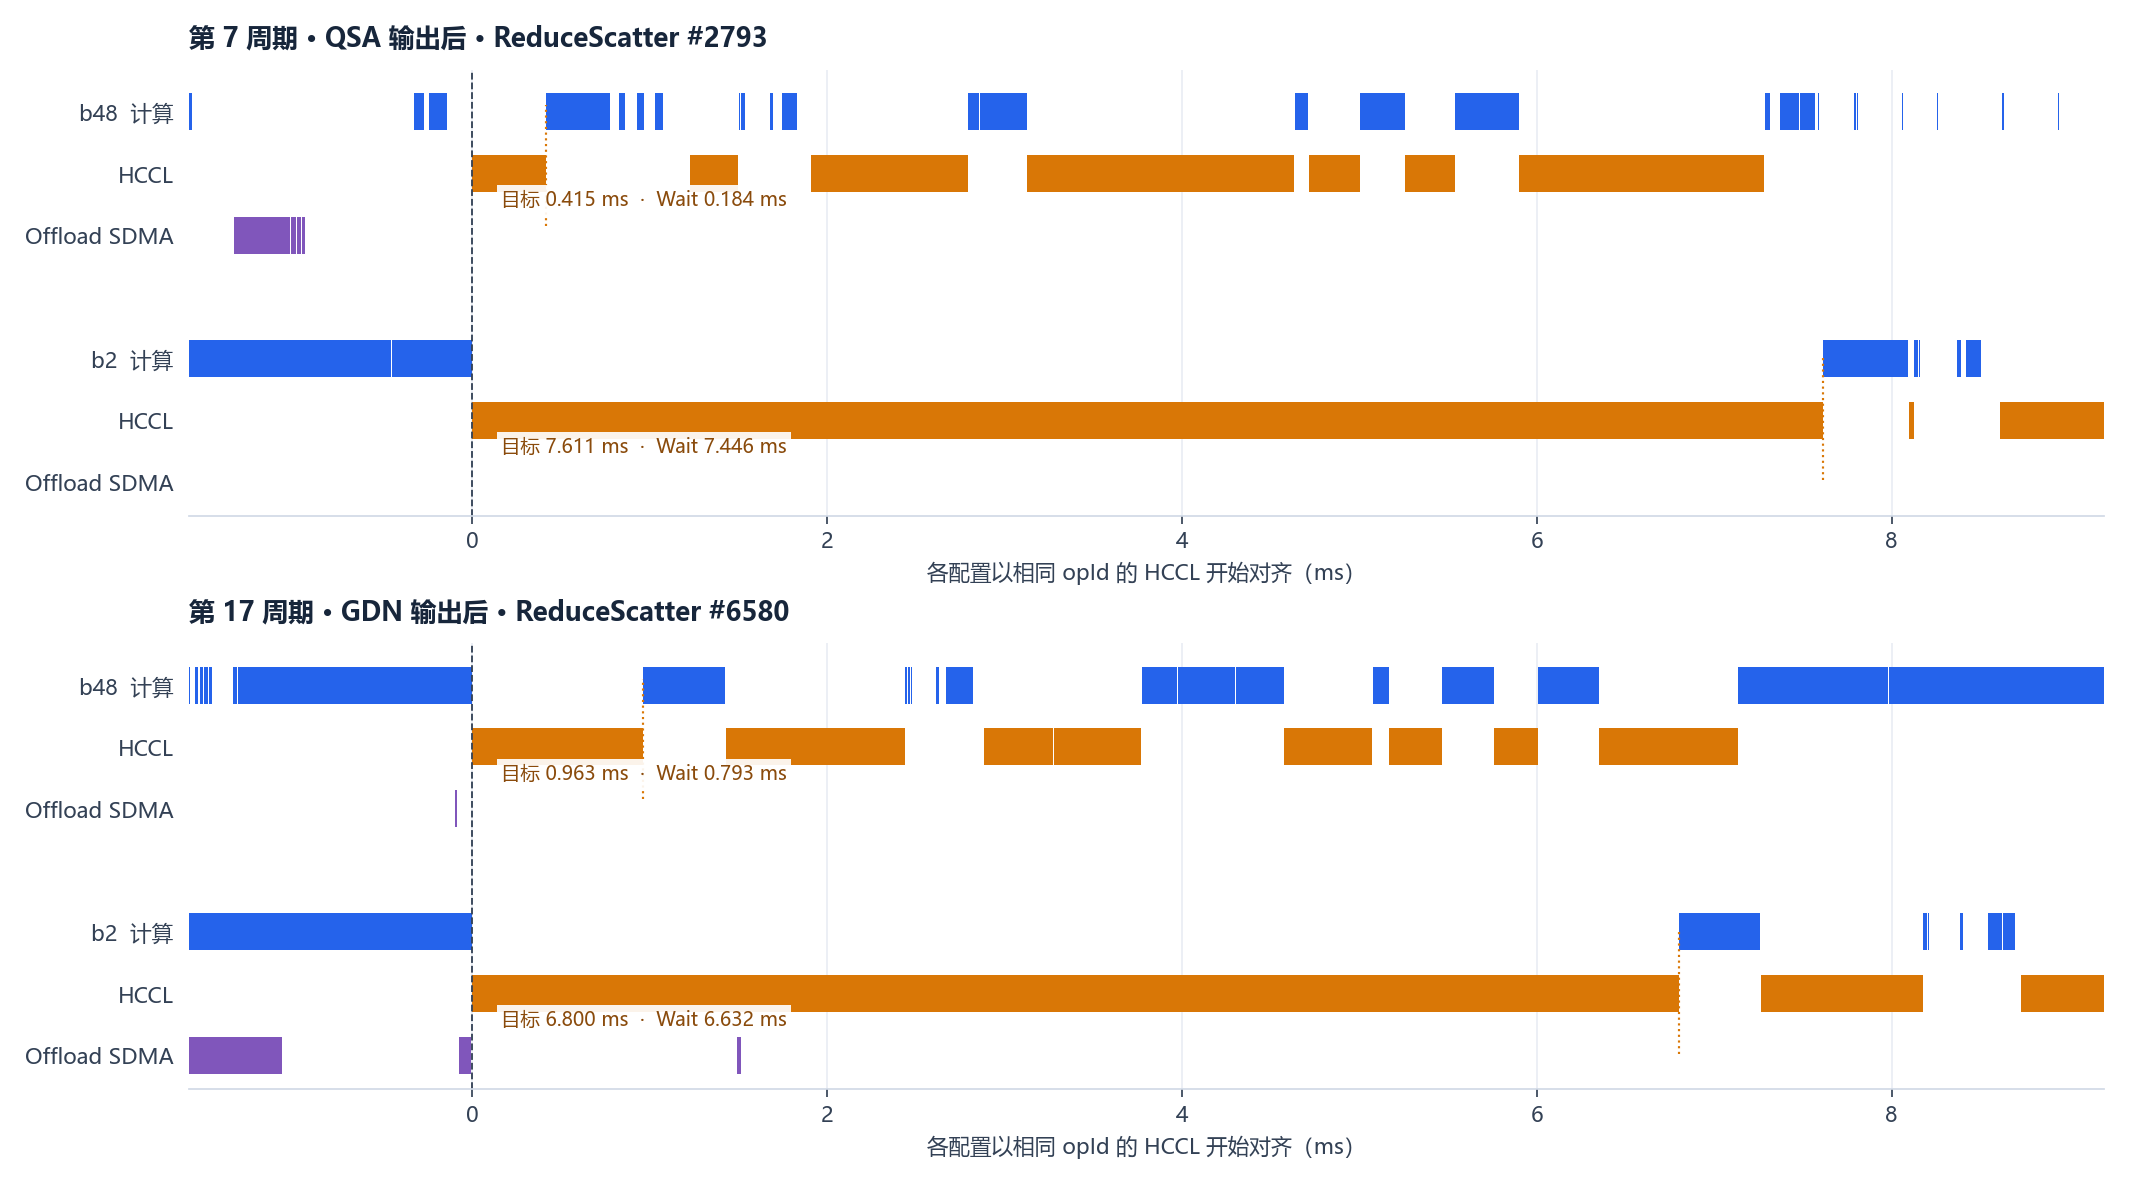 第 7 周期 • QSA 输出后 • ReduceScatter #2793
b48 计算
HCCL
目标 0.415 ms · Wait 0.184 ms
Offload SDMA
b2 计算
HCCL
目标 7.611 ms · Wait 7.446 ms
Offload SDMA
0 2 4 6 8
各配置以相同 opId 的 HCCL 开始对齐（ms）
第 17 周期 • GDN 输出后 • ReduceScatter #6580
b48 计算
HCCL
目标 0.963 ms · Wait 0.793 ms
Offload SDMA
b2 计算
HCCL
目标 6.800 ms · Wait 6.632 ms
Offload SDMA
0 2 4 6 8
各配置以相同 opId 的 HCCL 开始对齐（ms）